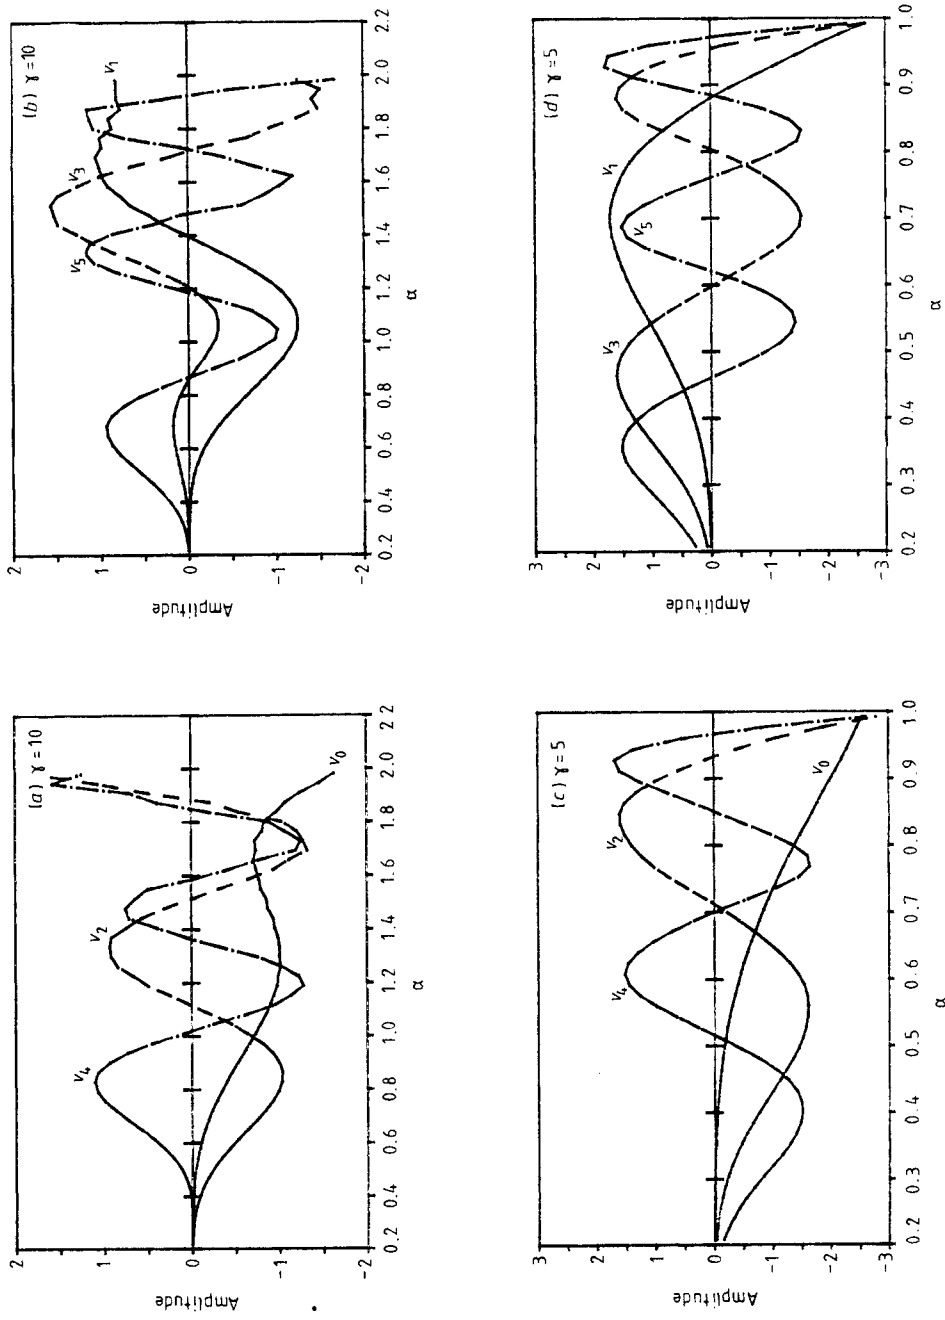 (a) γ = 10
Amplitude
2
1
0
-1
-2
0.2 0.4 0.6 0.8 1.0 1.2 1.4 1.6 1.8 2.0 2.2
α
v4
v2
v0
(b) γ = 10
Amplitude
2
1
0
-1
-2
0.2 0.4 0.6 0.8 1.0 1.2 1.4 1.6 1.8 2.0 2.2
α
v5
v3
v1
(c) γ = 5
Amplitude
3
2
1
0
-1
-2
-3
0.2 0.3 0.4 0.5 0.6 0.7 0.8 0.9 1.0
α
v4
v2
v0
(d) γ = 5
Amplitude
3
2
1
0
-1
-2
-3
0.2 0.3 0.4 0.5 0.6 0.7 0.8 0.9 1.0
α
v3
v5
v1